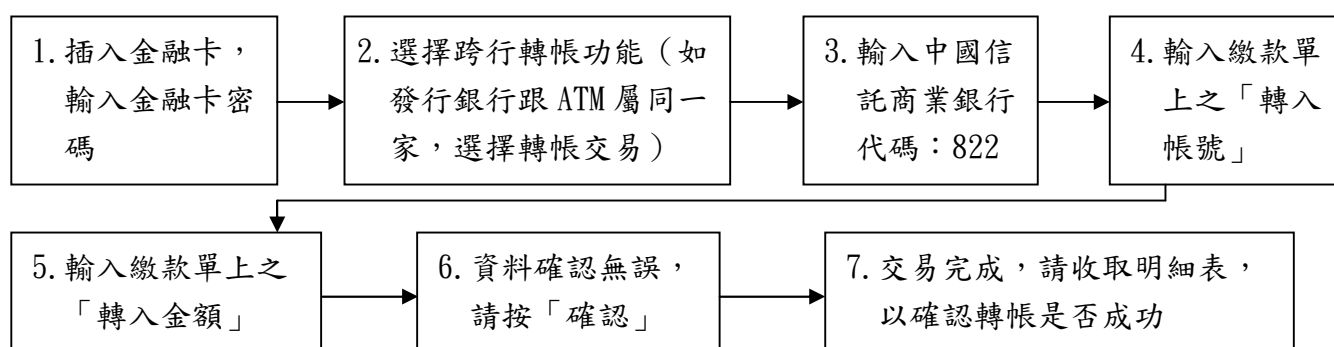 1.插入金融卡，
輸入金融卡密
碼
2.選擇跨行轉帳功能（如
發行銀行跟 ATM 屬同一
家，選擇轉帳交易）
3.輸入中國信
託商業銀行
代碼：822
4.輸入繳款單
上之「轉入
帳號」
5.輸入繳款單上之
「轉入金額」
6.資料確認無誤，
請按「確認」
7.交易完成，請收取明細表，
以確認轉帳是否成功